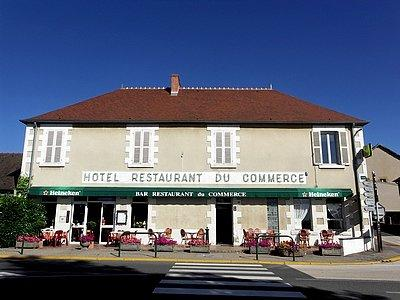 HOTEL RESTAURANT DU COMMERCE
Heineken BAR RESTAURANT du COMMERCE Heineken